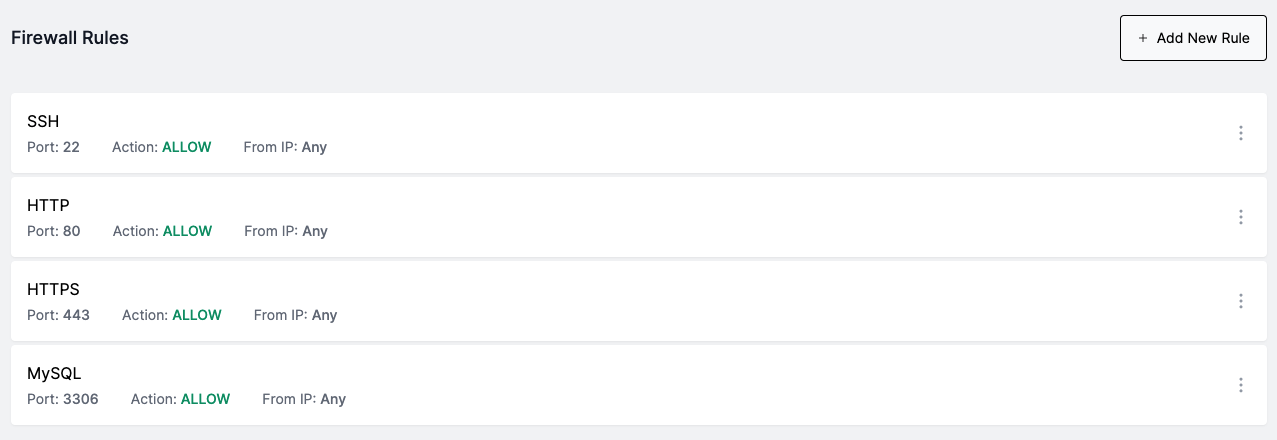 Firewall Rules
+ Add New Rule
SSH
Port: 22 Action: ALLOW From IP: Any
HTTP
Port: 80 Action: ALLOW From IP: Any
HTTPS
Port: 443 Action: ALLOW From IP: Any
MySQL
Port: 3306 Action: ALLOW From IP: Any